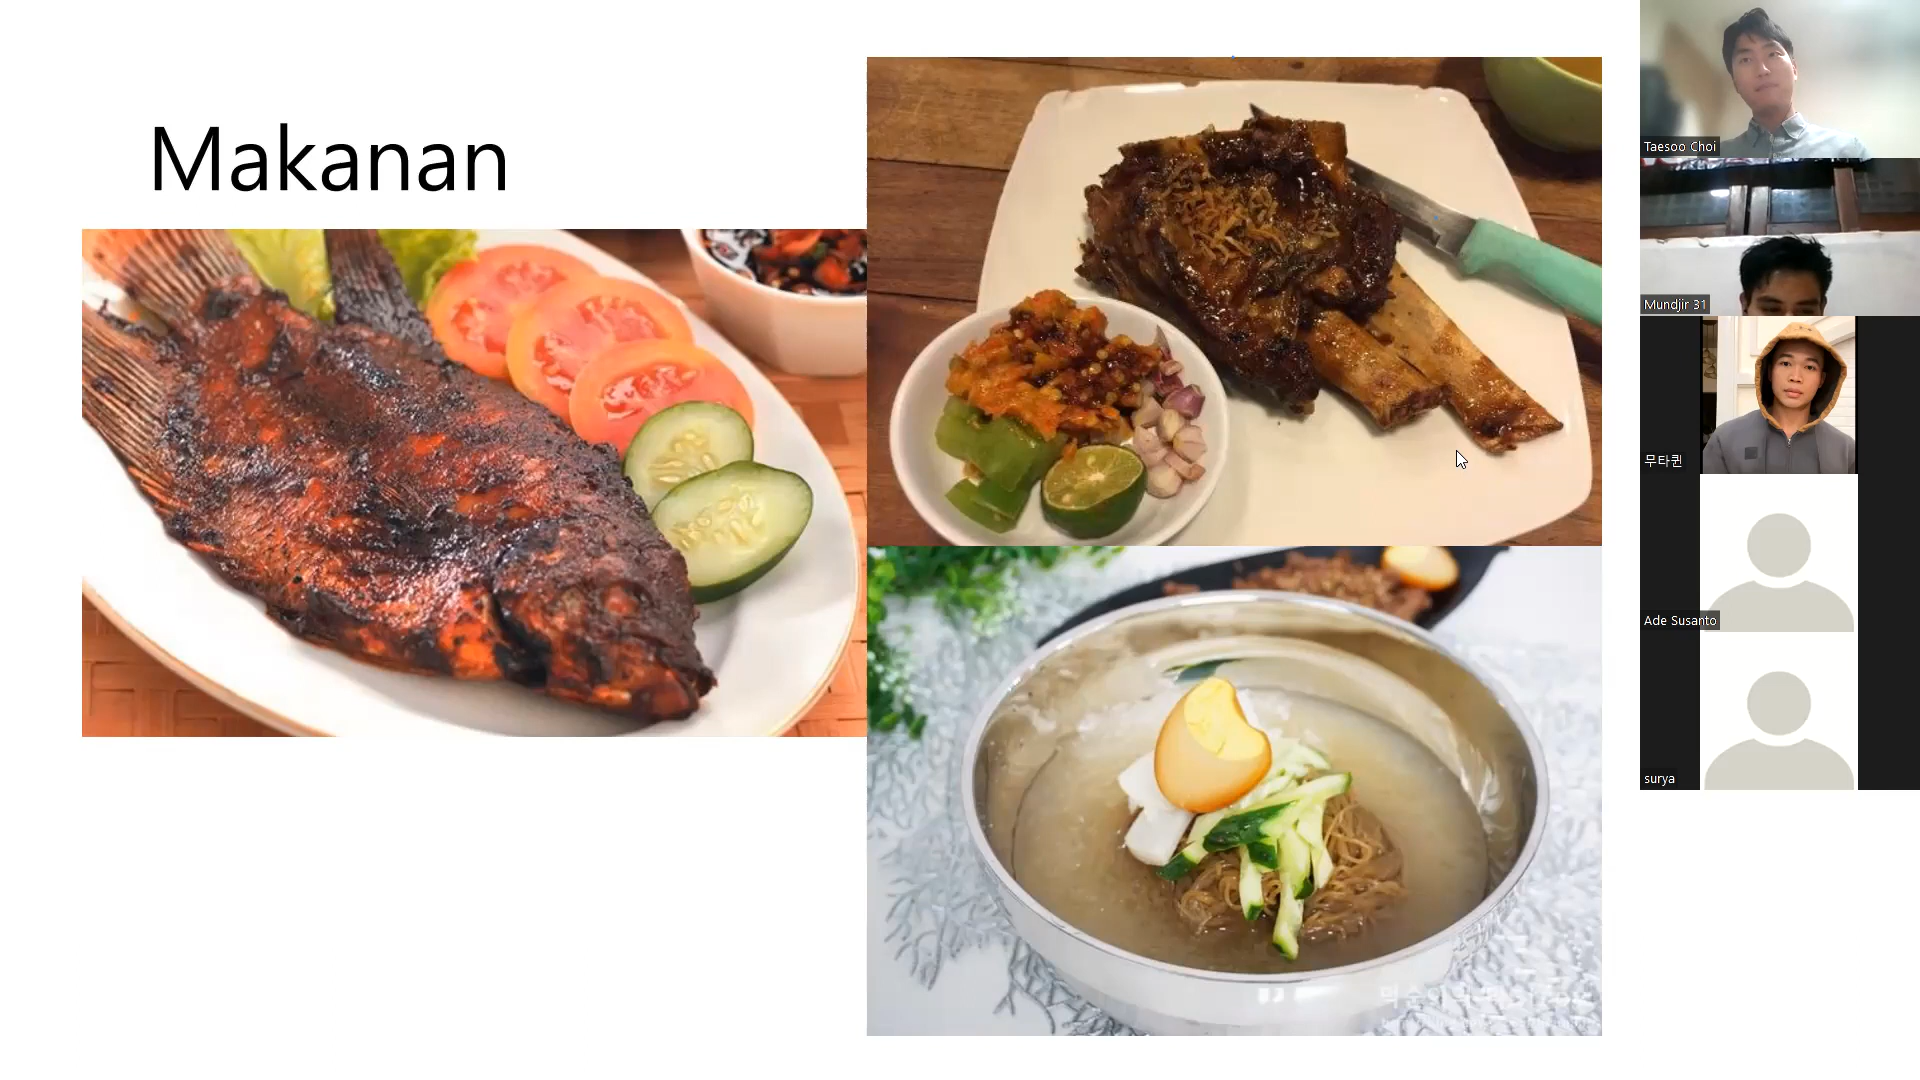 Makanan
Taesoo Choi
Mundjir 31
무타퀸
Ade Susanto
surya